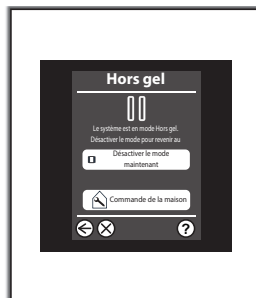 Hors gel
Le système est en mode Hors gel.
Désactiver le mode pour revenir au
Désactiver le mode
maintenant
Commande de la maison
?